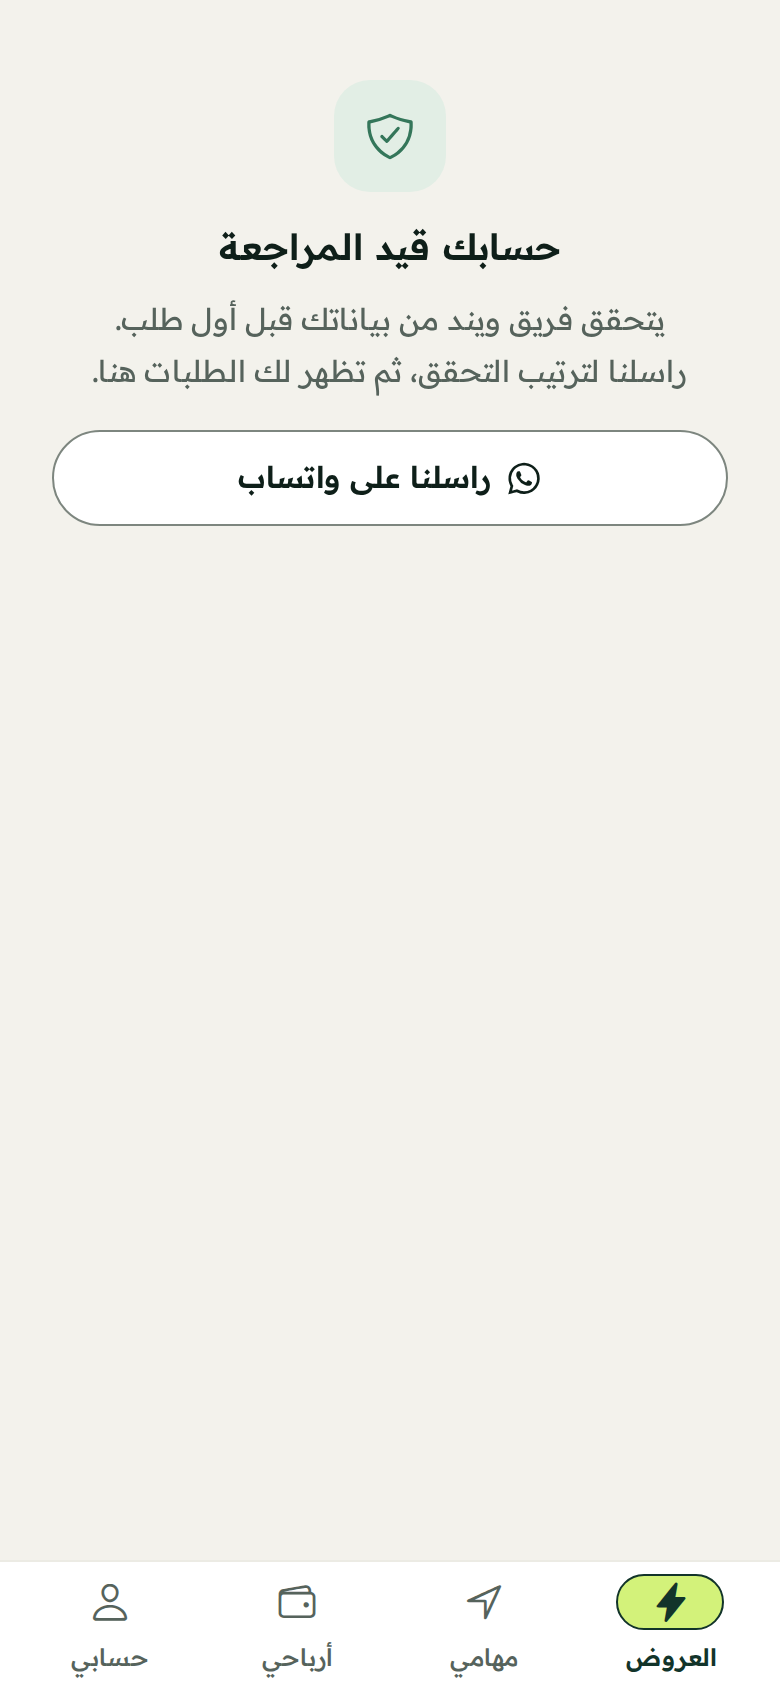 حسابك قيد المراجعة
يتحقق فريق ويند من بياناتك قبل أول طلب.
راسلنا لترتيب التحقق، ثم تظهر لك الطلبات هنا.
راسلنا على واتساب
العروض
مهامي
أرباحي
حسابي